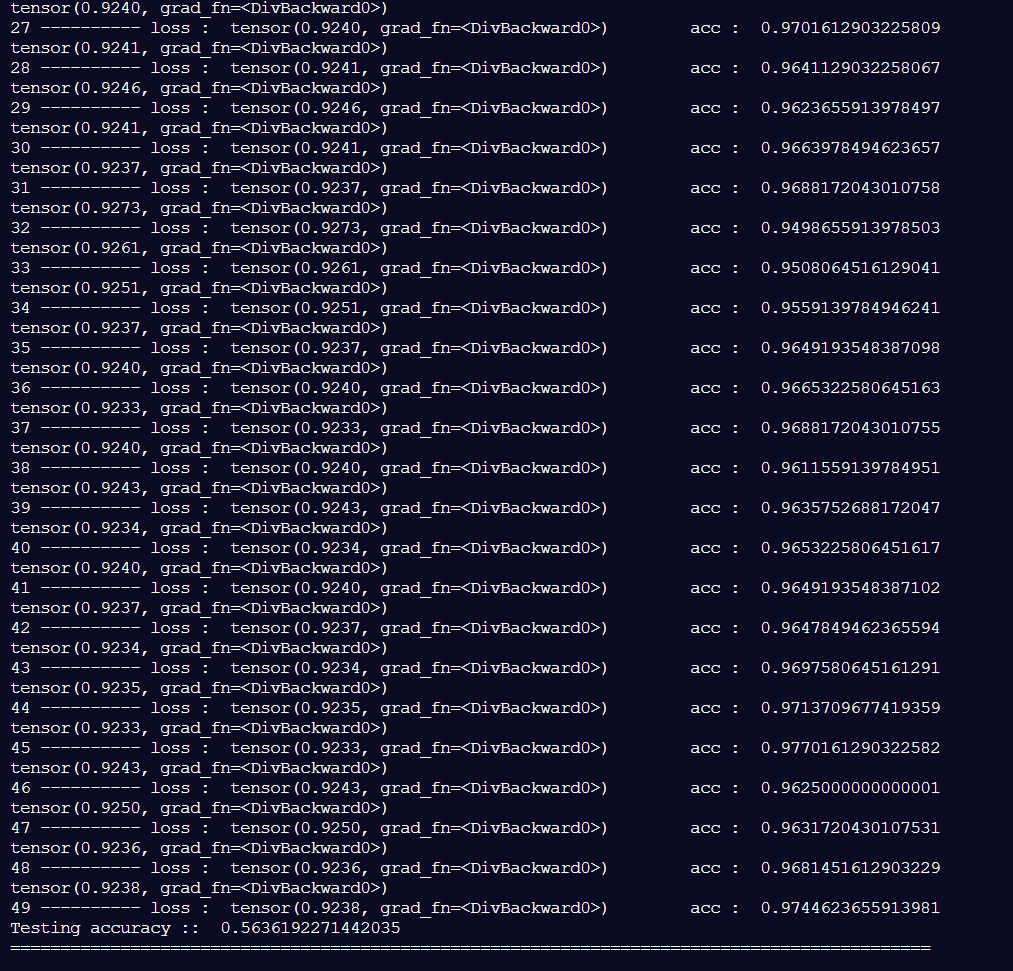 tensor(0.9240, grad_fn=<DivBackward0>)
27 ---------- loss :  tensor(0.9240, grad_fn=<DivBackward0>)        acc :  0.9701612903225809
tensor(0.9241, grad_fn=<DivBackward0>)
28 ---------- loss :  tensor(0.9241, grad_fn=<DivBackward0>)        acc :  0.9641129032258067
tensor(0.9246, grad_fn=<DivBackward0>)
29 ---------- loss :  tensor(0.9246, grad_fn=<DivBackward0>)        acc :  0.9623655913978497
tensor(0.9241, grad_fn=<DivBackward0>)
30 ---------- loss :  tensor(0.9241, grad_fn=<DivBackward0>)        acc :  0.9663978494623657
tensor(0.9237, grad_fn=<DivBackward0>)
31 ---------- loss :  tensor(0.9237, grad_fn=<DivBackward0>)        acc :  0.9688172043010758
tensor(0.9273, grad_fn=<DivBackward0>)
32 ---------- loss :  tensor(0.9273, grad_fn=<DivBackward0>)        acc :  0.9498655913978503
tensor(0.9261, grad_fn=<DivBackward0>)
33 ---------- loss :  tensor(0.9261, grad_fn=<DivBackward0>)        acc :  0.9508064516129041
tensor(0.9251, grad_fn=<DivBackward0>)
34 ---------- loss :  tensor(0.9251, grad_fn=<DivBackward0>)        acc :  0.9559139784946241
tensor(0.9237, grad_fn=<DivBackward0>)
35 ---------- loss :  tensor(0.9237, grad_fn=<DivBackward0>)        acc :  0.9649193548387098
tensor(0.9240, grad_fn=<DivBackward0>)
36 ---------- loss :  tensor(0.9240, grad_fn=<DivBackward0>)        acc :  0.9665322580645163
tensor(0.9233, grad_fn=<DivBackward0>)
37 ---------- loss :  tensor(0.9233, grad_fn=<DivBackward0>)        acc :  0.9688172043010755
tensor(0.9240, grad_fn=<DivBackward0>)
38 ---------- loss :  tensor(0.9240, grad_fn=<DivBackward0>)        acc :  0.9611559139784951
tensor(0.9243, grad_fn=<DivBackward0>)
39 ---------- loss :  tensor(0.9243, grad_fn=<DivBackward0>)        acc :  0.9635752688172047
tensor(0.9234, grad_fn=<DivBackward0>)
40 ---------- loss :  tensor(0.9234, grad_fn=<DivBackward0>)        acc :  0.9653225806451617
tensor(0.9240, grad_fn=<DivBackward0>)
41 ---------- loss :  tensor(0.9240, grad_fn=<DivBackward0>)        acc :  0.9649193548387102
tensor(0.9237, grad_fn=<DivBackward0>)
42 ---------- loss :  tensor(0.9237, grad_fn=<DivBackward0>)        acc :  0.9647849462365594
tensor(0.9234, grad_fn=<DivBackward0>)
43 ---------- loss :  tensor(0.9234, grad_fn=<DivBackward0>)        acc :  0.9697580645161291
tensor(0.9235, grad_fn=<DivBackward0>)
44 ---------- loss :  tensor(0.9235, grad_fn=<DivBackward0>)        acc :  0.9713709677419359
tensor(0.9233, grad_fn=<DivBackward0>)
45 ---------- loss :  tensor(0.9233, grad_fn=<DivBackward0>)        acc :  0.9770161290322582
tensor(0.9243, grad_fn=<DivBackward0>)
46 ---------- loss :  tensor(0.9243, grad_fn=<DivBackward0>)        acc :  0.9625000000000001
tensor(0.9250, grad_fn=<DivBackward0>)
47 ---------- loss :  tensor(0.9250, grad_fn=<DivBackward0>)        acc :  0.9631720430107531
tensor(0.9236, grad_fn=<DivBackward0>)
48 ---------- loss :  tensor(0.9236, grad_fn=<DivBackward0>)        acc :  0.9681451612903229
tensor(0.9238, grad_fn=<DivBackward0>)
49 ---------- loss :  tensor(0.9238, grad_fn=<DivBackward0>)        acc :  0.9744623655913981
Testing accuracy ::  0.5636192271442035
============================================================================================